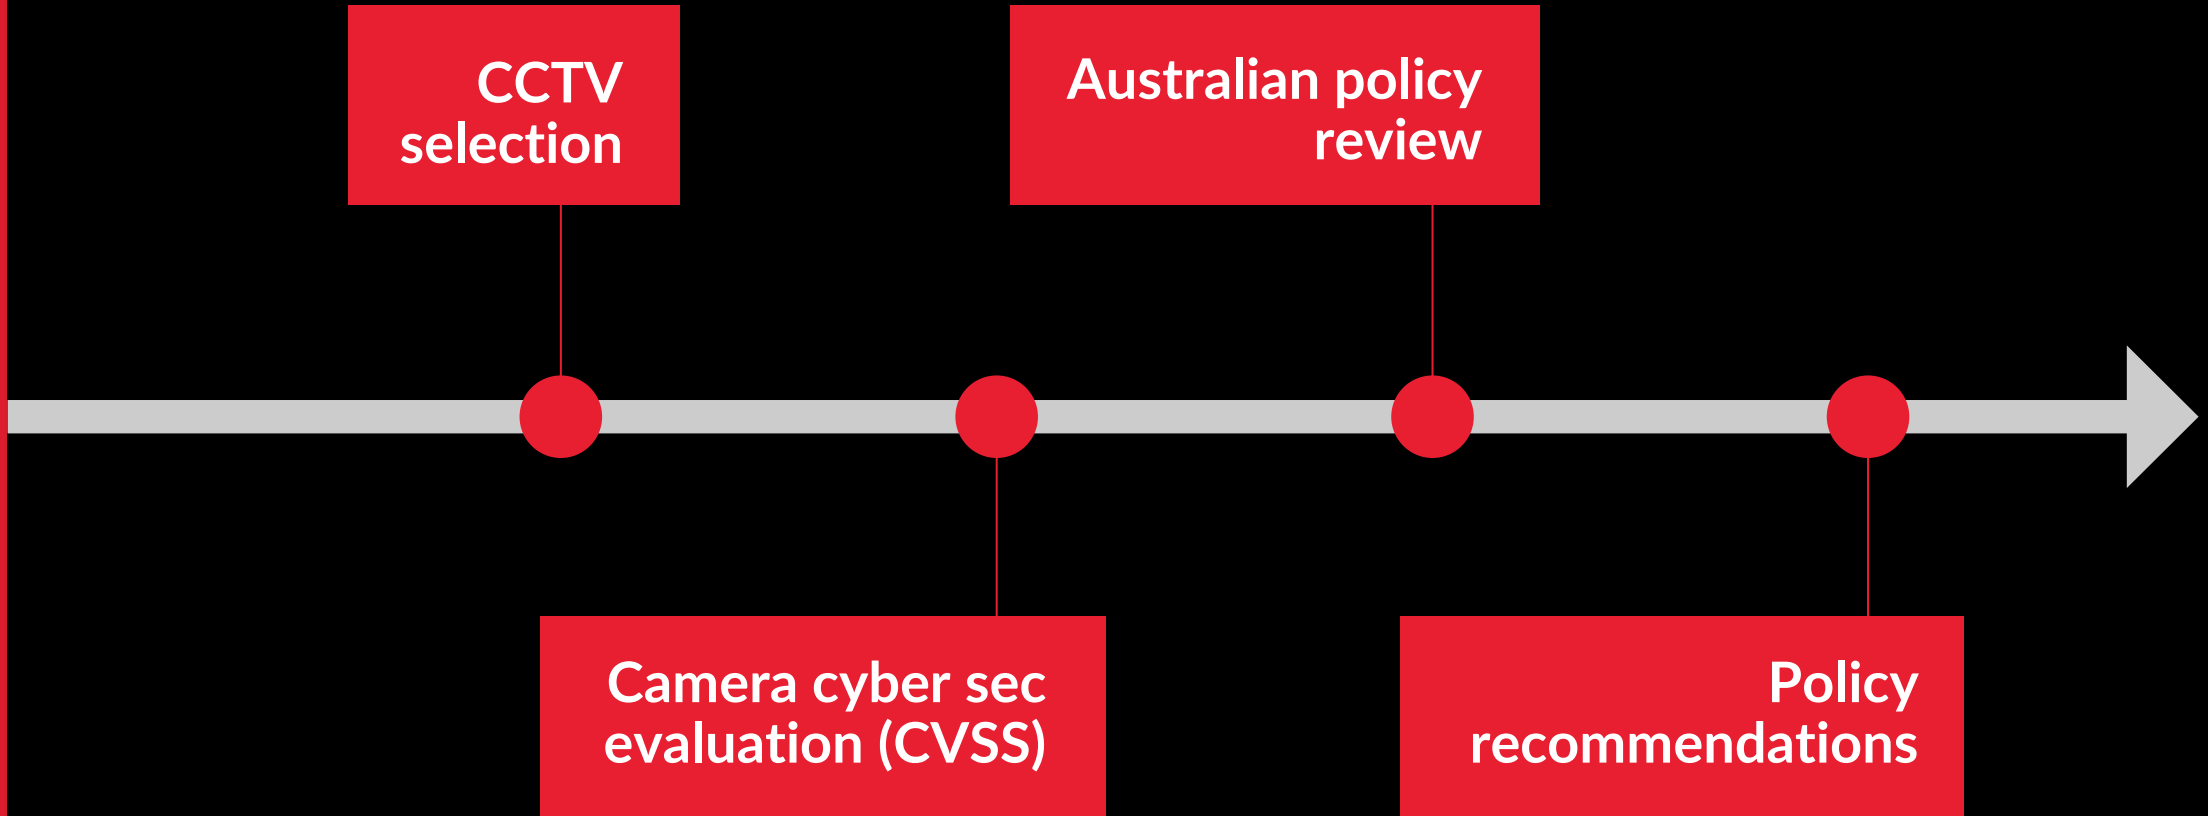 CCTV
selection
Australian policy
review
Camera cyber sec
evaluation (CVSS)
Policy
recommendations